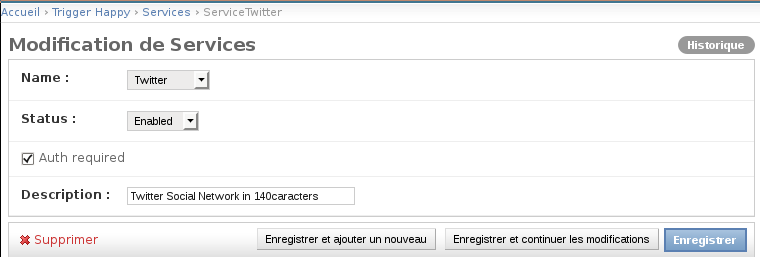 Accueil › Trigger Happy › Services › ServiceTwitter
Modification de Services
Historique
Name :
Twitter
Status :
Enabled
Auth required
Description :
Twitter Social Network in 140caracters
Supprimer
Enregistrer et ajouter un nouveau
Enregistrer et continuer les modifications
Enregistrer